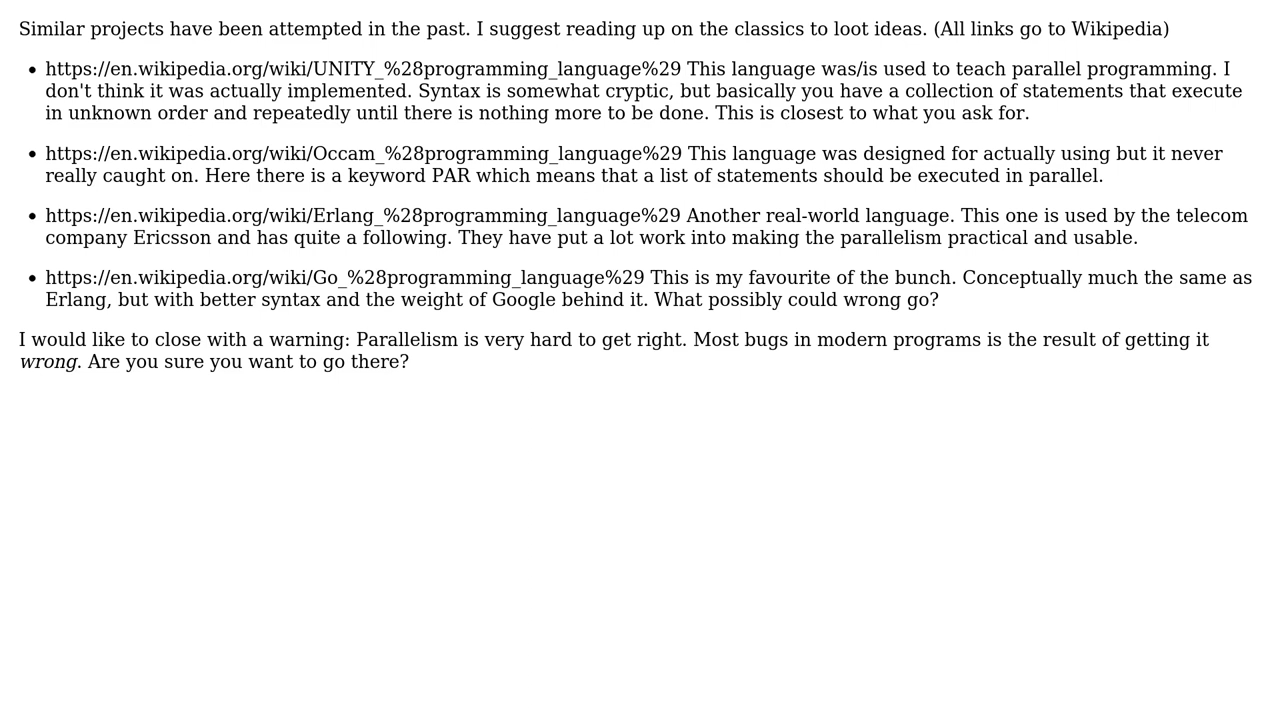 Similar projects have been attempted in the past. I suggest reading up on the classics to loot ideas. (All links go to Wikipedia)
• https://en.wikipedia.org/wiki/UNITY_%28programming_language%29 This language was/is used to teach parallel programming. I
don't think it was actually implemented. Syntax is somewhat cryptic, but basically you have a collection of statements that execute
in unknown order and repeatedly until there is nothing more to be done. This is closest to what you ask for.
• https://en.wikipedia.org/wiki/Occam_%28programming_language%29 This language was designed for actually using but it never
really caught on. Here there is a keyword PAR which means that a list of statements should be executed in parallel.
• https://en.wikipedia.org/wiki/Erlang_%28programming_language%29 Another real-world language. This one is used by the telecom
company Ericsson and has quite a following. They have put a lot work into making the parallelism practical and usable.
• https://en.wikipedia.org/wiki/Go_%28programming_language%29 This is my favourite of the bunch. Conceptually much the same as
Erlang, but with better syntax and the weight of Google behind it. What possibly could wrong go?
I would like to close with a warning: Parallelism is very hard to get right. Most bugs in modern programs is the result of getting it
wrong. Are you sure you want to go there?